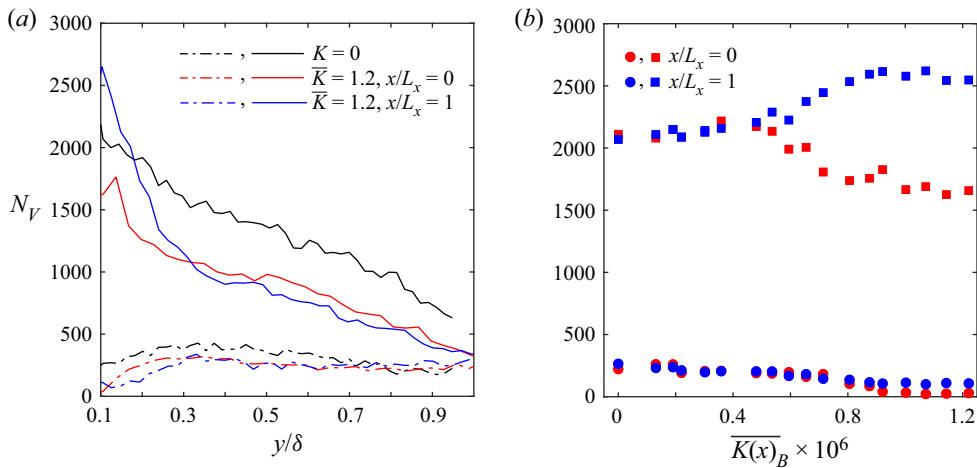 (a)
3000
2500
2000
1500
1000
500
0
N_V
0.1
0.3
0.5
0.7
0.9
y/δ
, K = 0
, K̅ = 1.2, x/L_x = 0
, K̅ = 1.2, x/L_x = 1
(b)
3000
2500
2000
1500
1000
500
0
0
0.4
0.8
1.2
\overline{K(x)}_B × 10⁶
, x/L_x = 0
, x/L_x = 1